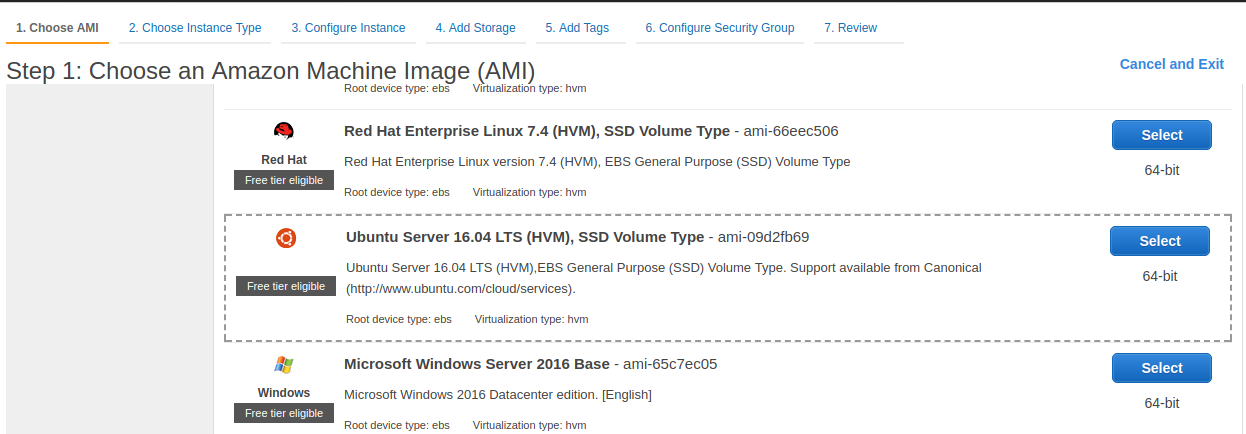 1. Choose AMI 2. Choose Instance Type 3. Configure Instance 4. Add Storage 5. Add Tags 6. Configure Security Group 7. Review
Step 1: Choose an Amazon Machine Image (AMI)
Cancel and Exit
Root device type: ebs Virtualization type: hvm
Red Hat
Free tier eligible
Red Hat Enterprise Linux 7.4 (HVM), SSD Volume Type - ami-66eec506
Red Hat Enterprise Linux version 7.4 (HVM), EBS General Purpose (SSD) Volume Type
Root device type: ebs Virtualization type: hvm
Select
64-bit
Free tier eligible
Ubuntu Server 16.04 LTS (HVM), SSD Volume Type - ami-09d2fb69
Ubuntu Server 16.04 LTS (HVM),EBS General Purpose (SSD) Volume Type. Support available from Canonical
(http://www.ubuntu.com/cloud/services).
Root device type: ebs Virtualization type: hvm
Select
64-bit
Windows
Free tier eligible
Microsoft Windows Server 2016 Base - ami-65c7ec05
Microsoft Windows 2016 Datacenter edition. [English]
Root device type: ebs Virtualization type: hvm
Select
64-bit